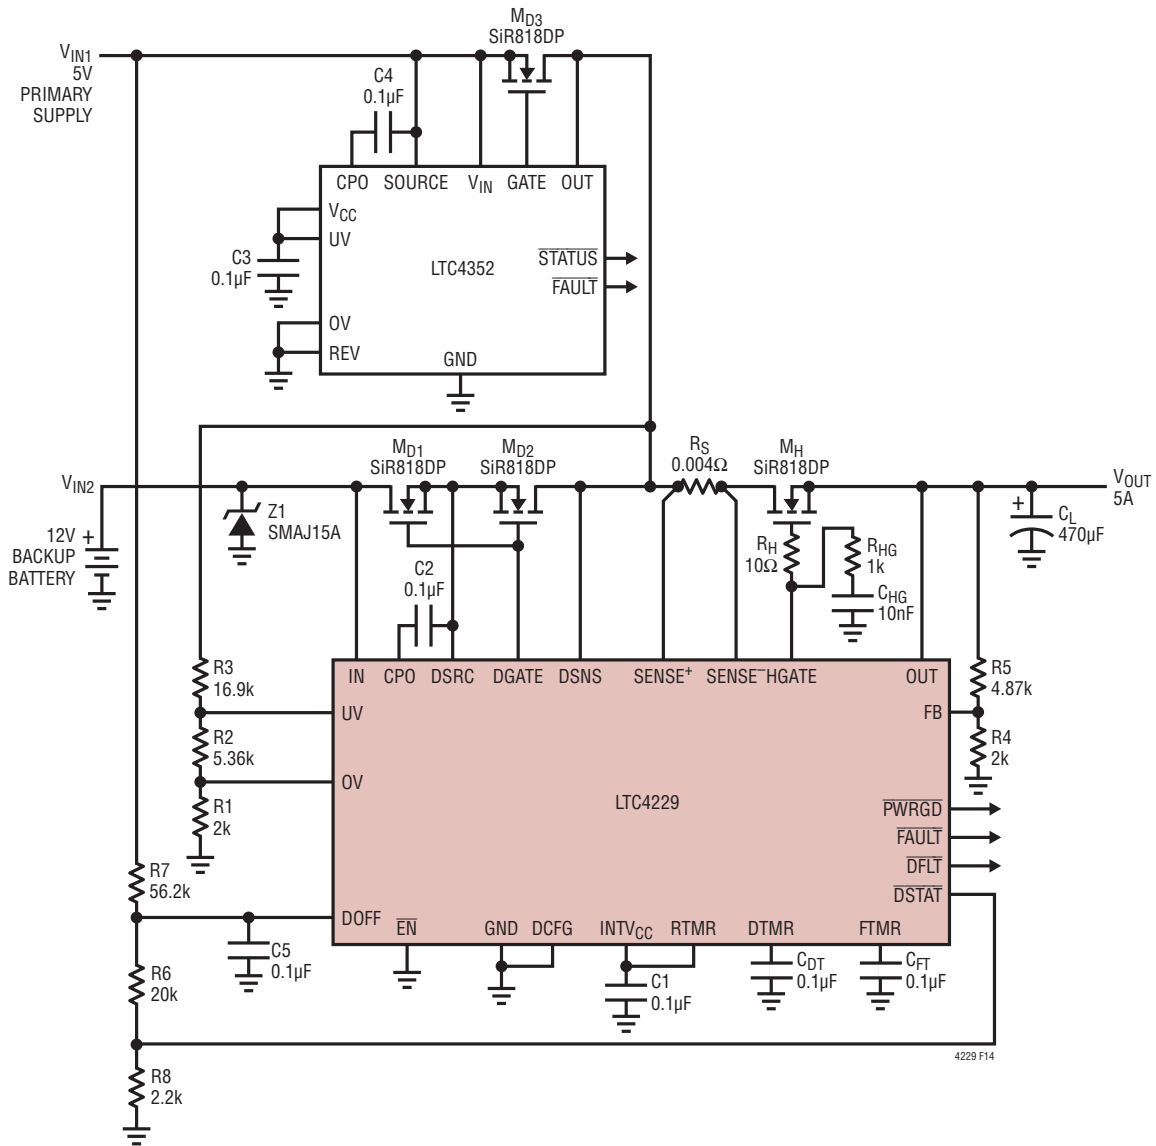 MD3
SiR818DP
VIN1
5V
PRIMARY
SUPPLY
C4
0.1µF
CPO
SOURCE
VIN
GATE
OUT
VCC
UV
C3
0.1µF
LTC4352
STATUS
FAULT
OV
REV
GND
MD1
SiR818DP
MD2
SiR818DP
RS
0.004Ω
MH
SiR818DP
VIN2
VOUT
5A
Z1
SMAJ15A
12V
BACKUP
BATTERY
+
+
CL
470µF
RH
10Ω
RHG
1k
CHG
10nF
C2
0.1µF
IN
CPO
DSRC
DGATE
DSNS
SENSE+
SENSE–
HGATE
OUT
R3
16.9k
R5
4.87k
UV
FB
R2
5.36k
R4
2k
OV
LTC4229
R1
2k
PWRGD
FAULT
DFLT
DSTAT
R7
56.2k
DOFF
EN
GND
DCFG
INTVCC
RTMR
DTMR
FTMR
C5
0.1µF
C1
0.1µF
CDT
0.1µF
CFT
0.1µF
R6
20k
4229 F14
R8
2.2k